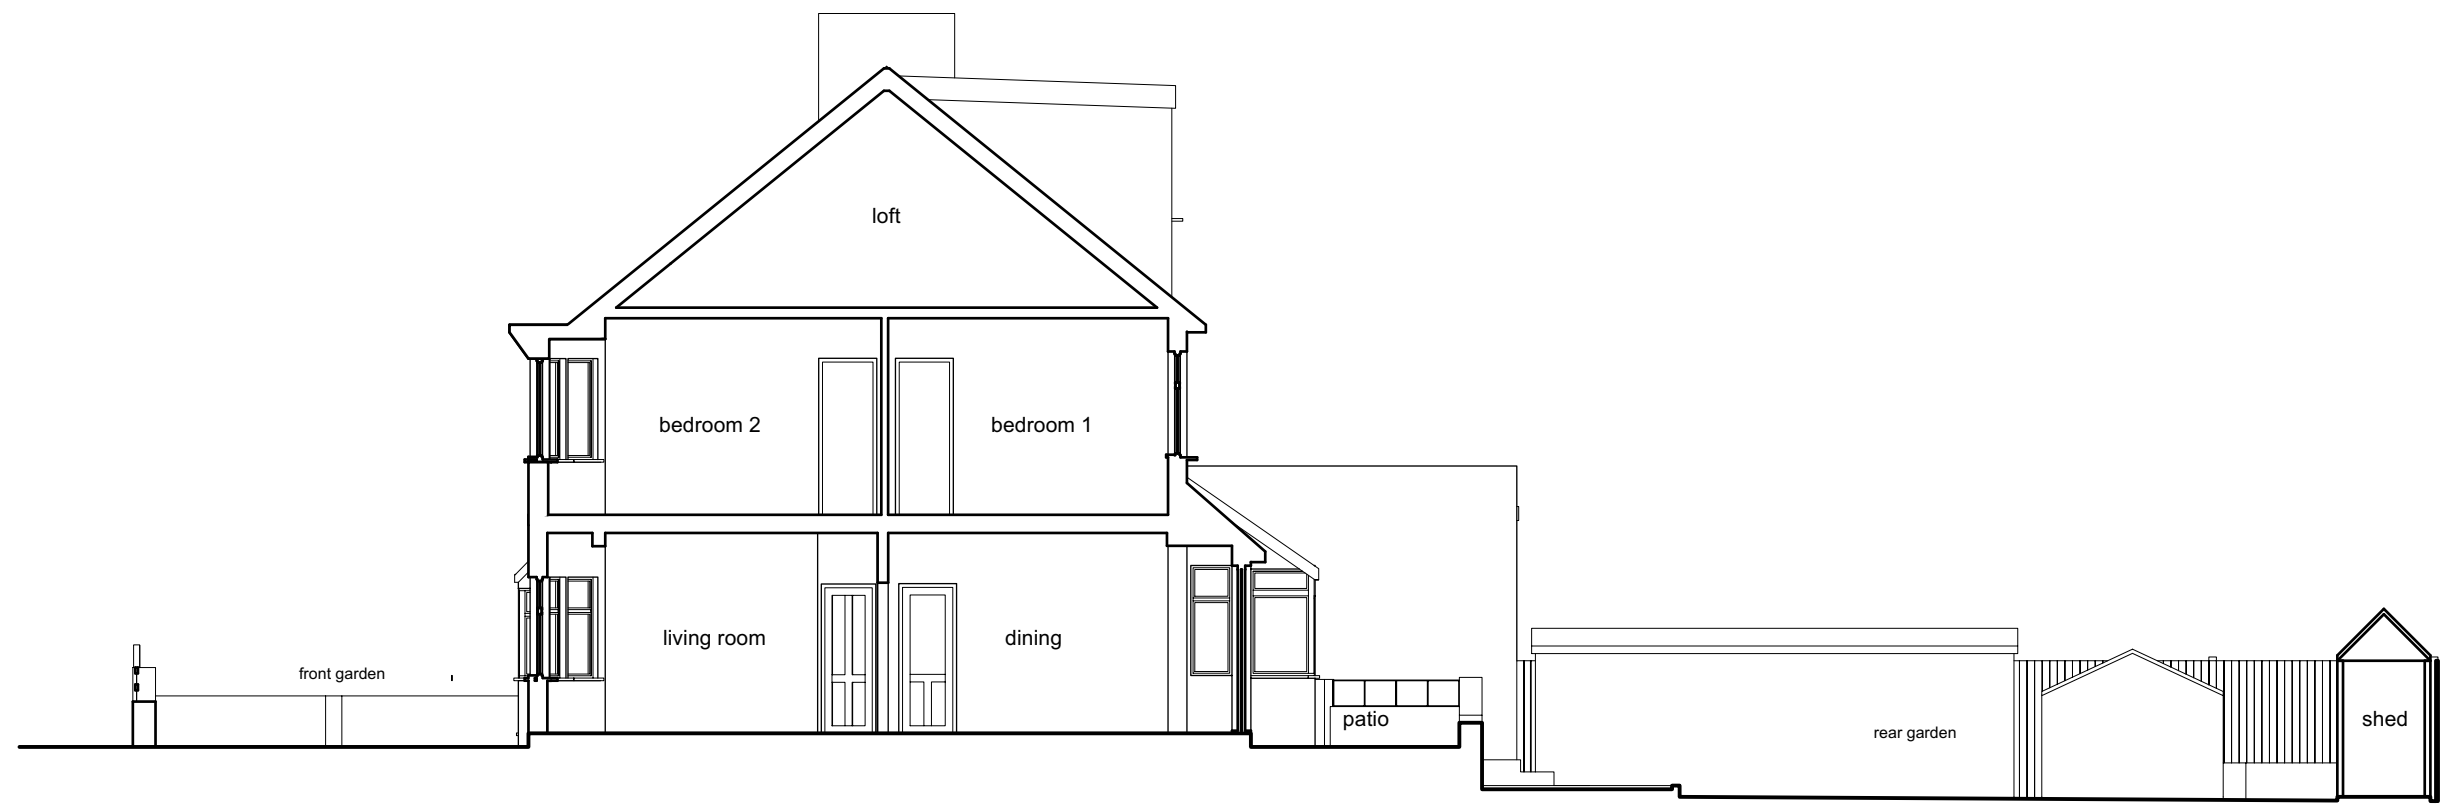 loft
bedroom 2
bedroom 1
living room
dining
front garden
patio
rear garden
shed